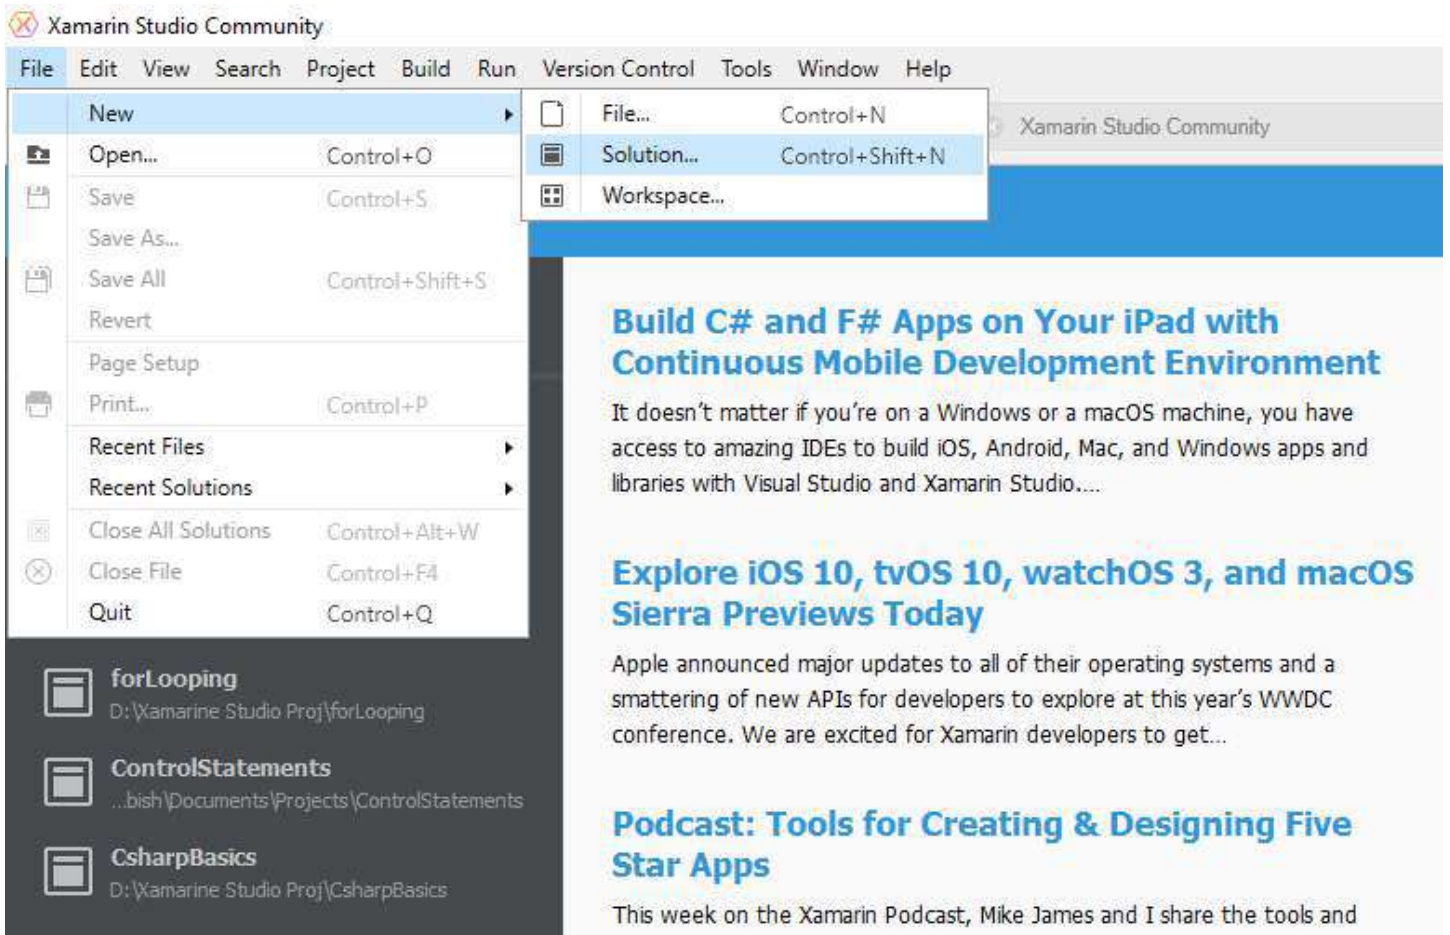 Xamarin Studio Community
File Edit View Search Project Build Run Version Control Tools Window Help
New
Open... Control+O
Save Control+S
Save As...
Save All Control+Shift+S
Revert
Page Setup
Print... Control+P
Recent Files
Recent Solutions
Close All Solutions Control+Alt+W
Close File Control+F4
Quit Control+Q
File... Control+N
Solution... Control+Shift+N
Workspace...
Xamarin Studio Community
forLooping
D:\Xamarine Studio Proj\forLooping
ControlStatements
...bish\Documents\Projects\ControlStatements
CsharpBasics
D:\Xamarine Studio Proj\CsharpBasics
Build C# and F# Apps on Your iPad with
Continuous Mobile Development Environment
It doesn't matter if you're on a Windows or a macOS machine, you have
access to amazing IDEs to build iOS, Android, Mac, and Windows apps and
libraries with Visual Studio and Xamarin Studio....
Explore iOS 10, tvOS 10, watchOS 3, and macOS
Sierra Previews Today
Apple announced major updates to all of their operating systems and a
smattering of new APIs for developers to explore at this year's WWDC
conference. We are excited for Xamarin developers to get...
Podcast: Tools for Creating & Designing Five
Star Apps
This week on the Xamarin Podcast, Mike James and I share the tools and